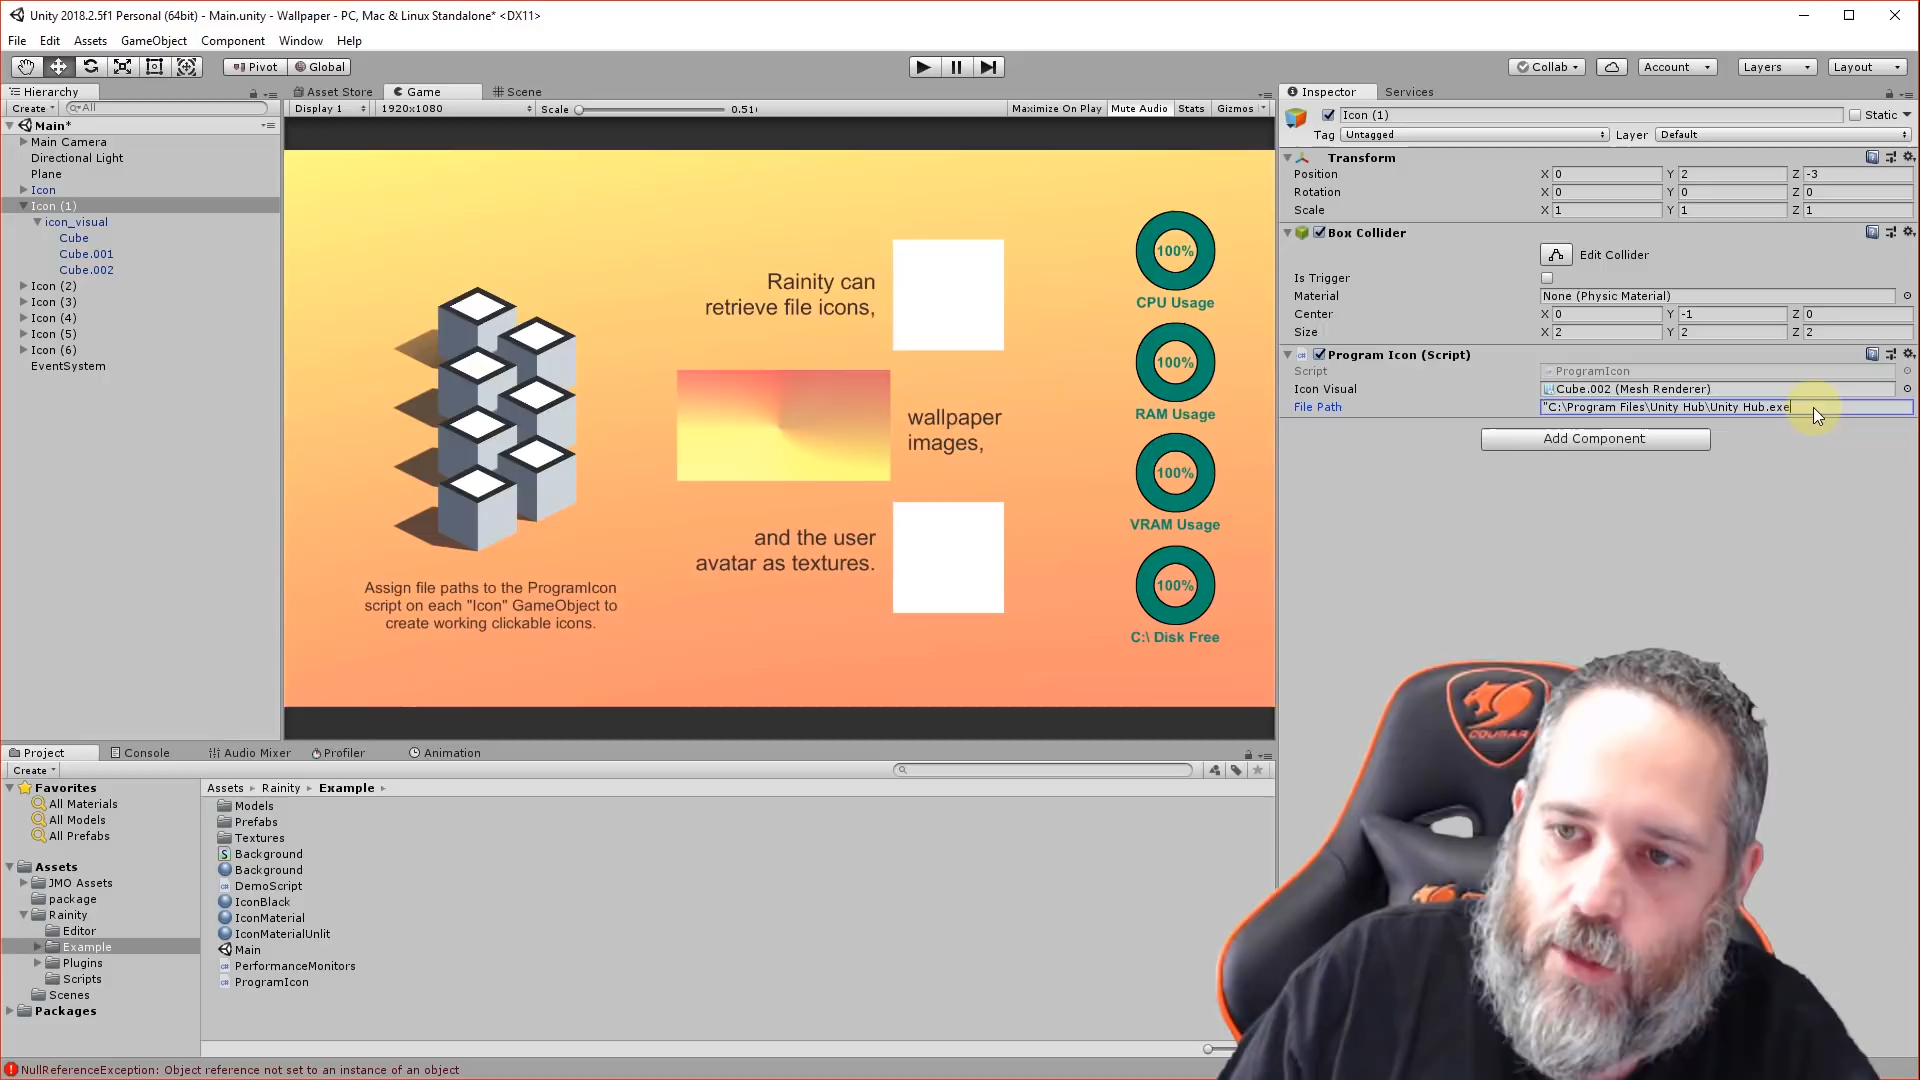 Unity 2018.2.5f1 Personal (64bit) - Main.unity - Wallpaper - PC, Mac & Linux Standalone* <DX11>
File Edit Assets GameObject Component Window Help
Pivot Global
Collab Account Layers Layout
Hierarchy
Create All
Main*
Main Camera
Directional Light
Plane
Icon
Icon (1)
icon_visual
Cube
Cube.001
Cube.002
Icon (2)
Icon (3)
Icon (4)
Icon (5)
Icon (6)
EventSystem
Asset Store Game Scene
Display 1 1920x1080 Scale 0.51 Maximize On Play Mute Audio Stats Gizmos
Rainity can
retrieve file icons,
wallpaper
images,
and the user
avatar as textures.
Assign file paths to the ProgramIcon
script on each "Icon" GameObject to
create working clickable icons.
100%
CPU Usage
100%
RAM Usage
100%
VRAM Usage
100%
C:\ Disk Free
Inspector Services
Icon (1) Static
Tag Untagged Layer Default
Transform
Position X 0 Y 2 Z -3
Rotation X 0 Y 0 Z 0
Scale X 1 Y 1 Z 1
Box Collider
Edit Collider
Is Trigger
Material None (Physic Material)
Center X 0 Y -1 Z 0
Size X 2 Y 2 Z 2
Program Icon (Script)
Script ProgramIcon
Icon Visual Cube.002 (Mesh Renderer)
File Path "C:\Program Files\Unity Hub\Unity Hub.exe
Add Component
Project Console Audio Mixer Profiler Animation
Create
Favorites
All Materials
All Models
All Prefabs
Assets
JMO Assets
package
Rainity
Editor
Example
Plugins
Scripts
Scenes
Packages
Assets Rainity Example
Models
Prefabs
Textures
Background
Background
DemoScript
IconBlack
IconMaterial
IconMaterialUnlit
Main
PerformanceMonitors
ProgramIcon
COUGAR
NullReferenceException: Object reference not set to an instance of an object